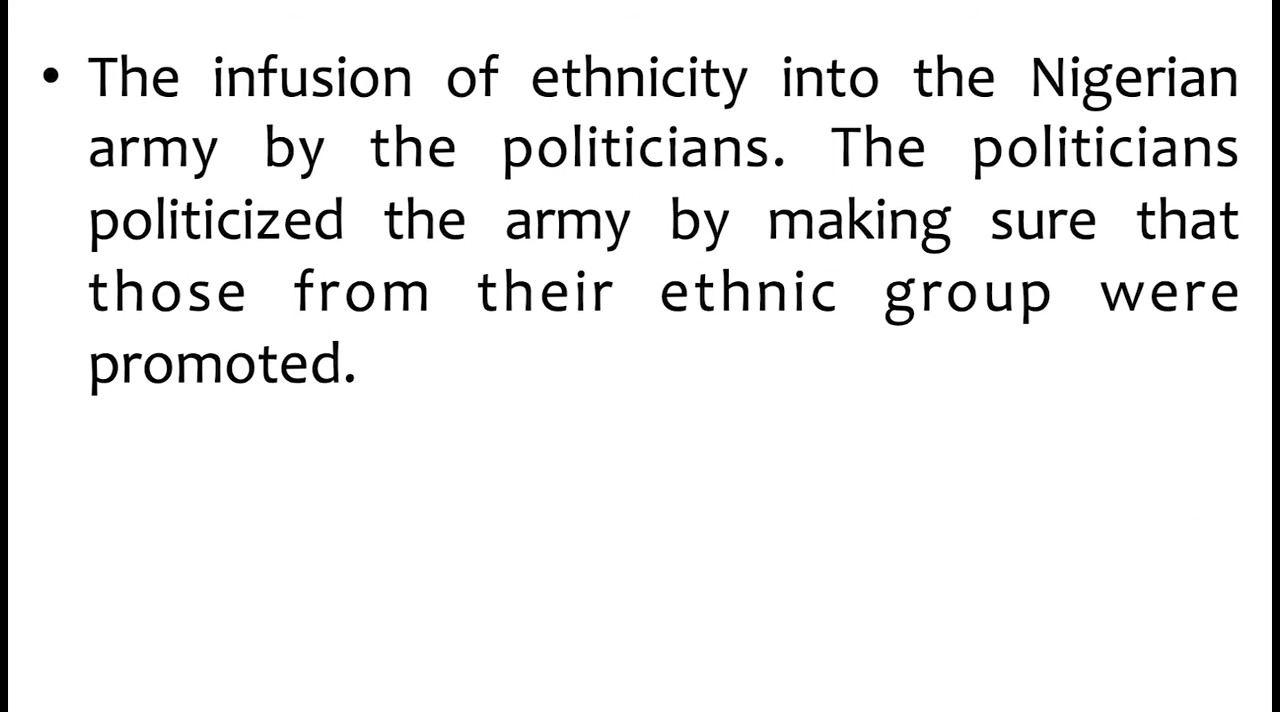 • The infusion of ethnicity into the Nigerian
army by the politicians. The politicians
politicized the army by making sure that
those from their ethnic group were
promoted.